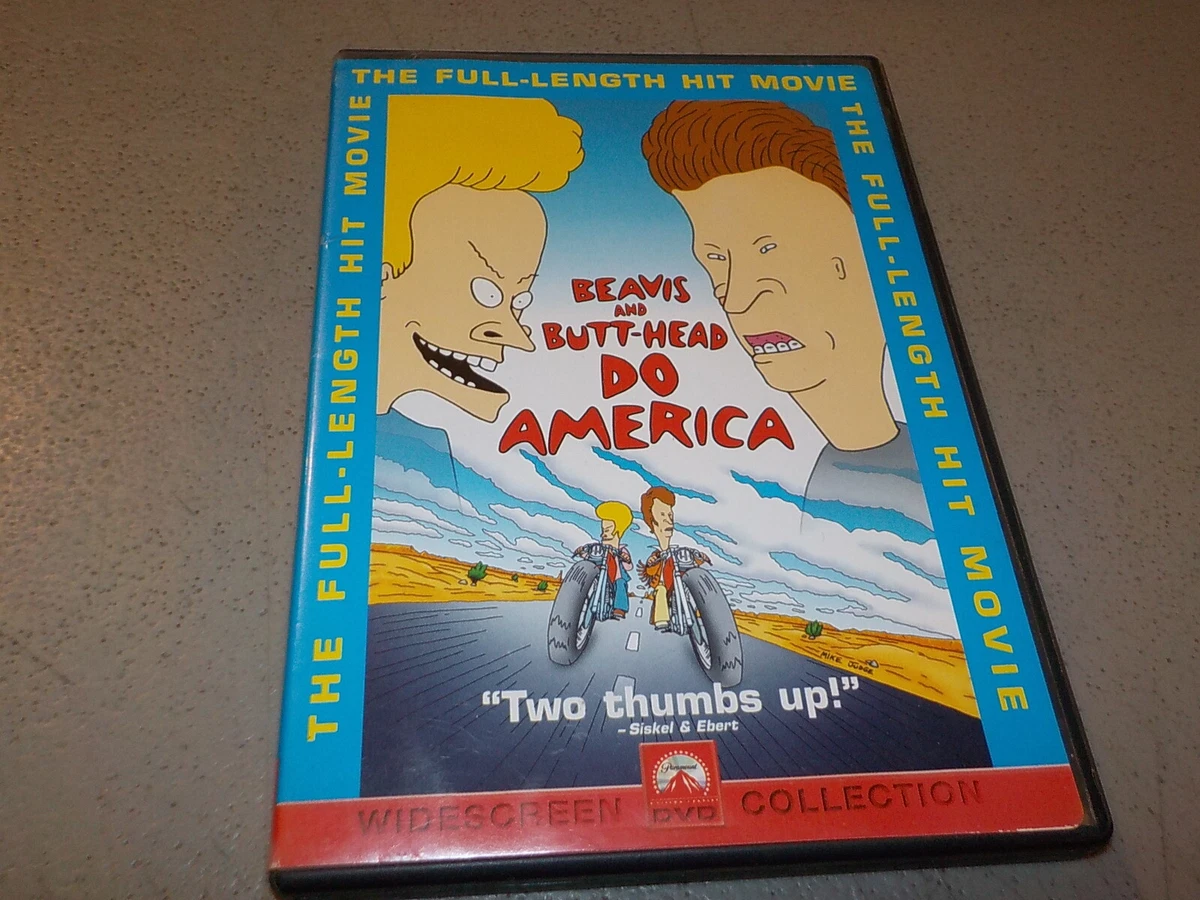 THE FULL-LENGTH HIT MOVIE
THE FULL-LENGTH HIT MOVIE
THE FULL-LENGTH HIT MOVIE
BEAVIS
AND
BUTT-HEAD
DO
AMERICA
MIKE JUDGE
“Two thumbs up!”
– Siskel & Ebert
Paramount
WIDESCREEN DVD COLLECTION